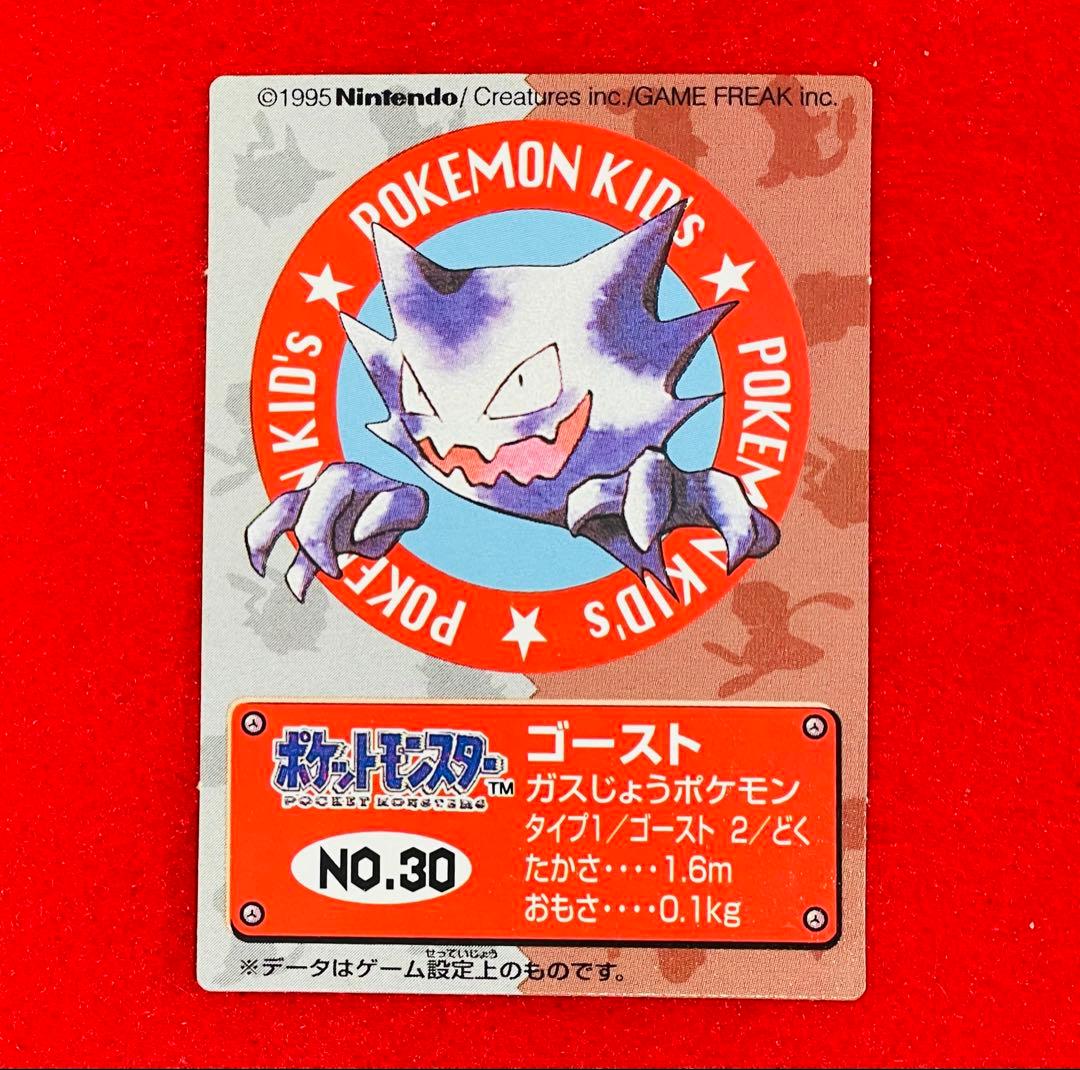 ©1995 Nintendo/ Creatures inc./GAME FREAK inc.
POKEMON KID's
★ POKEMON KID's
★ POKEMON KID's ★
ポケットモンスター TM
POCKET MONSTERS
NO.30
ゴースト
ガスじょうポケモン
タイプ1/ゴースト 2/どく
たかさ・・・・1.6m
おもさ・・・・0.1kg
せっていじょう
※データはゲーム設定上のものです。